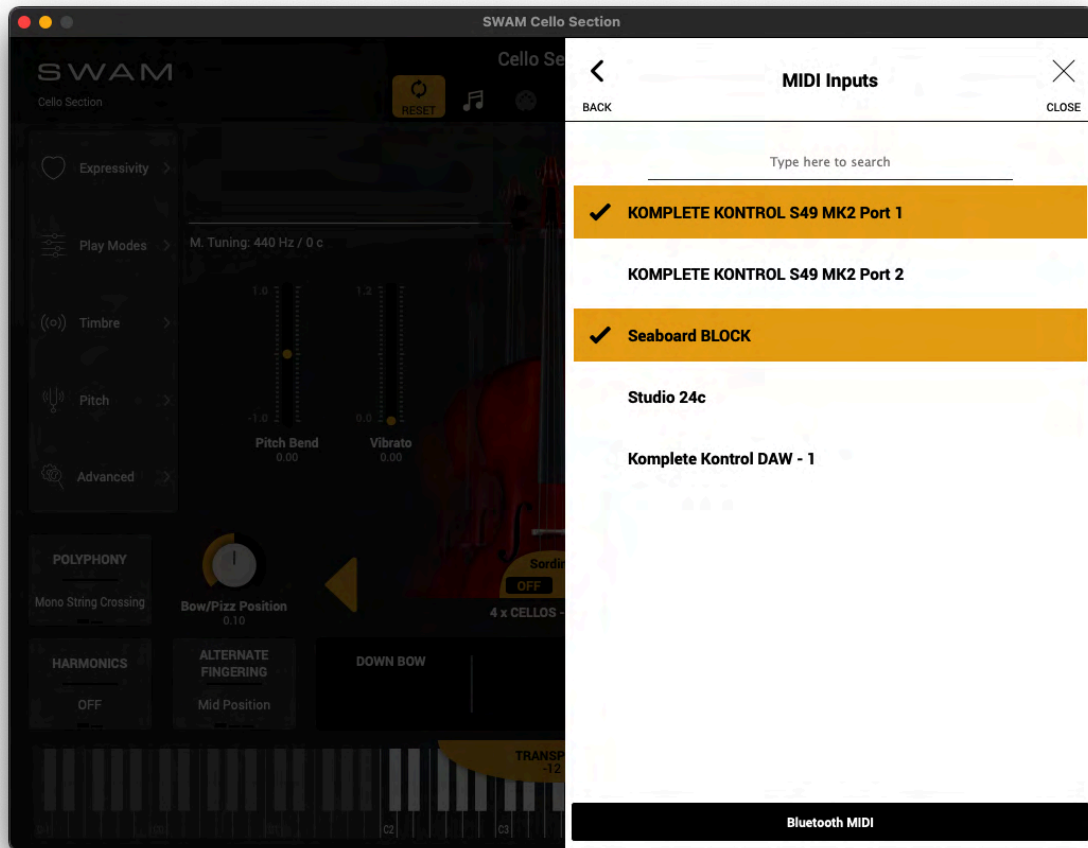 SWAM Cello Section
SWAM
Cello Section
Cello Se
RESET
Expressivity
Play Modes
Timbre
Pitch
Advanced
M. Tuning: 440 Hz / 0 c
1.0
-1.0
Pitch Bend
0.00
1.2
0.0
Vibrato
0.00
POLYPHONY
Mono String Crossing
Bow/Pizz Position
0.10
Sordin
OFF
4 x CELLOS -
HARMONICS
OFF
ALTERNATE
FINGERING
Mid Position
DOWN BOW
TRANSP
-12
C2
C3
BACK
MIDI Inputs
CLOSE
Type here to search
KOMPLETE KONTROL S49 MK2 Port 1
KOMPLETE KONTROL S49 MK2 Port 2
Seaboard BLOCK
Studio 24c
Komplete Kontrol DAW - 1
Bluetooth MIDI